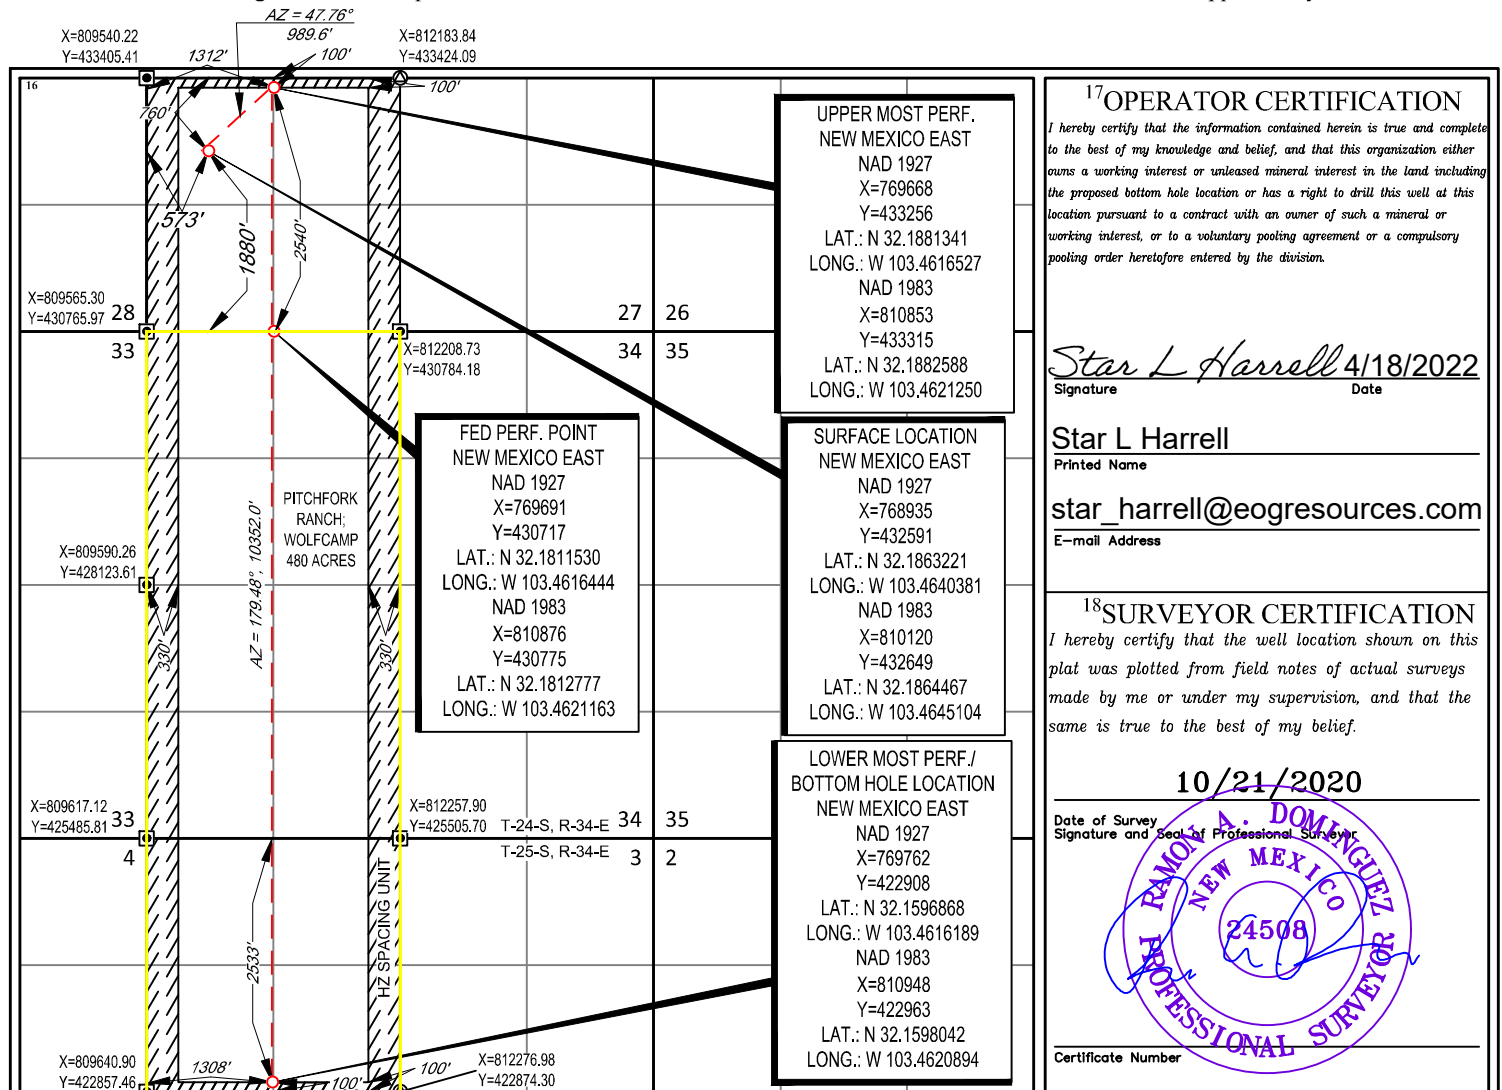 AZ = 47.76°
989.6'
X=809540.22
Y=433405.41
1312'
100'
X=812183.84
Y=433424.09
100'
16
760'
573'
1880'
2540'
X=809565.30
Y=430765.97
28
33
27
26
34
35
X=812208.73
Y=430784.18
UPPER MOST PERF.
NEW MEXICO EAST
NAD 1927
X=769668
Y=433256
LAT.: N 32.1881341
LONG.: W 103.4616527
NAD 1983
X=810853
Y=433315
LAT.: N 32.1882588
LONG.: W 103.4621250
FED PERF. POINT
NEW MEXICO EAST
NAD 1927
X=769691
Y=430717
LAT.: N 32.1811530
LONG.: W 103.4616444
NAD 1983
X=810876
Y=430775
LAT.: N 32.1812777
LONG.: W 103.4621163
SURFACE LOCATION
NEW MEXICO EAST
NAD 1927
X=768935
Y=432591
LAT.: N 32.1863221
LONG.: W 103.4640381
NAD 1983
X=810120
Y=432649
LAT.: N 32.1864467
LONG.: W 103.4645104
PITCHFORK
RANCH;
WOLFCAMP
480 ACRES
AZ = 179.48°, 10352.0'
X=809590.26
Y=428123.61
330'
330'
X=809617.12
Y=425485.81
33
4
X=812257.90
Y=425505.70
T-24-S, R-34-E
T-25-S, R-34-E
34
35
3
2
HZ SPACING UNIT
2533'
LOWER MOST PERF./
BOTTOM HOLE LOCATION
NEW MEXICO EAST
NAD 1927
X=769762
Y=422908
LAT.: N 32.1596868
LONG.: W 103.4616189
NAD 1983
X=810948
Y=422963
LAT.: N 32.1598042
LONG.: W 103.4620894
X=809640.90
Y=422857.46
1308'
100'
100'
X=812276.98
Y=422874.30
17OPERATOR CERTIFICATION
I hereby certify that the information contained herein is true and complete
to the best of my knowledge and belief, and that this organization either
owns a working interest or unleased mineral interest in the land including
the proposed bottom hole location or has a right to drill this well at this
location pursuant to a contract with an owner of such a mineral or
working interest, or to a voluntary pooling agreement or a compulsory
pooling order heretofore entered by the division.
Star L Harrell 4/18/2022
Signature Date
Star L Harrell
Printed Name
star_harrell@eogresources.com
E-mail Address
18SURVEYOR CERTIFICATION
I hereby certify that the well location shown on this
plat was plotted from field notes of actual surveys
made by me or under my supervision, and that the
same is true to the best of my belief.
10/21/2020
Date of Survey
Signature and Seal of Professional Surveyor
RAMON A. DOMINGUEZ
NEW MEXICO
24508
PROFESSIONAL SURVEYOR
Certificate Number